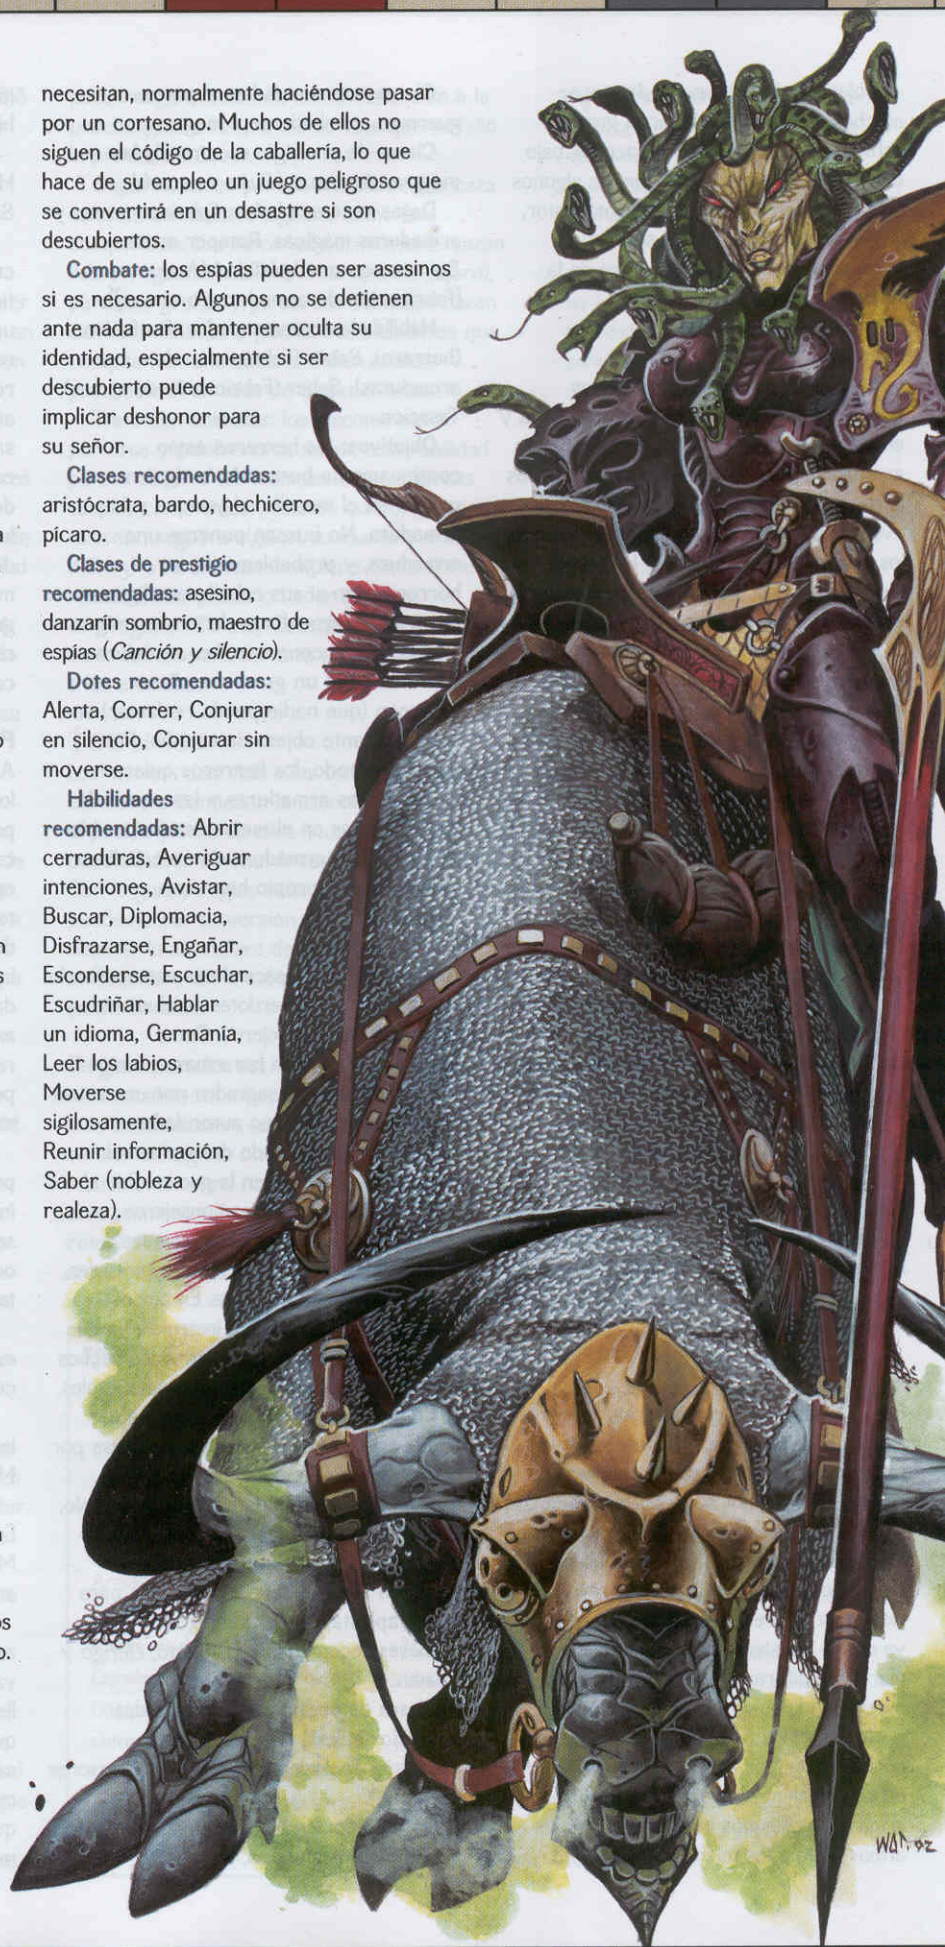 necesitan, normalmente haciéndose pasar
por un cortesano. Muchos de ellos no
siguen el código de la caballería, lo que
hace de su empleo un juego peligroso que
se convertirá en un desastre si son
descubiertos.
Combate: los espías pueden ser asesinos
si es necesario. Algunos no se detienen
ante nada para mantener oculta su
identidad, especialmente si ser
descubierto puede
implicar deshonor para
su señor.
Clases recomendadas:
aristócrata, bardo, hechicero,
pícaro.
Clases de prestigio
recomendadas: asesino,
danzarín sombrío, maestro de
espías (Canción y silencio).
Dotes recomendadas:
Alerta, Correr, Conjurar
en silencio, Conjurar sin
moverse.
Habilidades
recomendadas: Abrir
cerraduras, Averiguar
intenciones, Avistar,
Buscar, Diplomacia,
Disfrazarse, Engañar,
Esconderse, Escuchar,
Escudriñar, Hablar
un idioma, Germanía,
Leer los labios,
Moverse
sigilosamente,
Reunir información,
Saber (nobleza y
realeza).